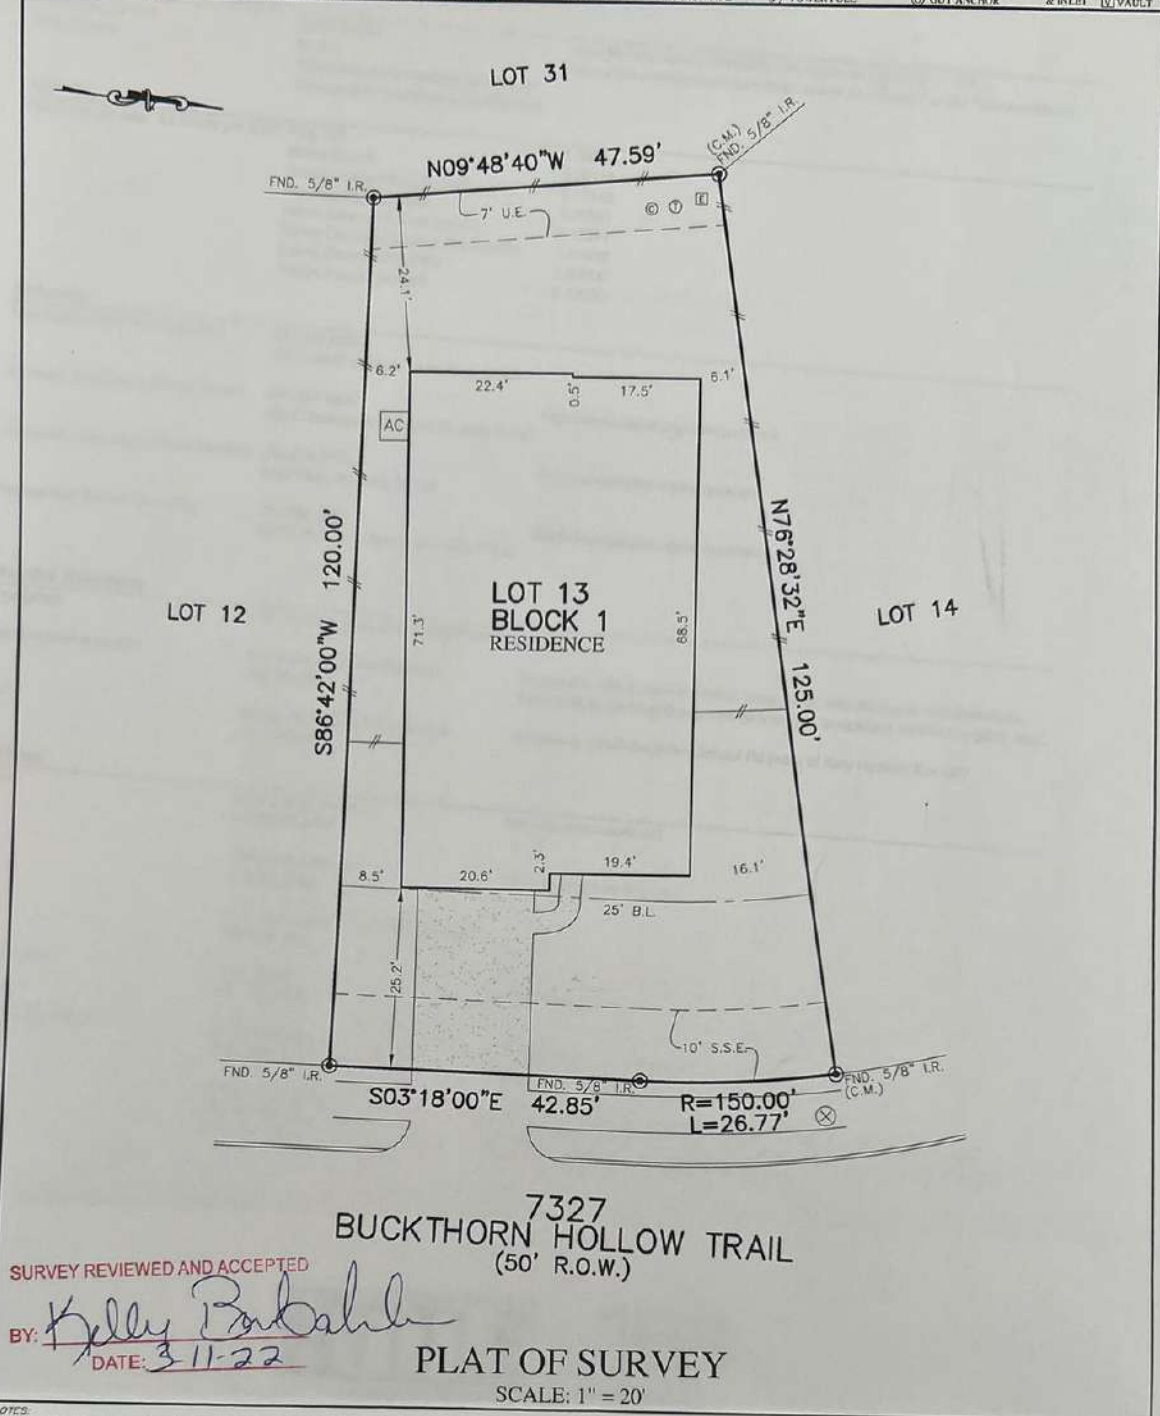 & INLET [V] VAULT
LOT 31
(C.M.)
FND. 5/8" I.R.
N09°48'40"W 47.59'
FND. 5/8" I.R.
7' U.E.
C T E
24.1'
6.2'
22.4'
0.5'
17.5'
6.1'
AC
S86°42'00"W 120.00'
N76°28'32"E 125.00'
LOT 12
71.3'
LOT 13
BLOCK 1
RESIDENCE
68.5'
LOT 14
8.5'
20.6'
2.3'
19.4'
16.1'
25' B.L.
25.2'
10' S.S.E.
FND. 5/8" I.R.
FND. 5/8" I.R.
FND. 5/8" I.R.
(C.M.)
S03°18'00"E 42.85'
R=150.00'
L=26.77'
7327
BUCKTHORN HOLLOW TRAIL
(50' R.O.W.)
SURVEY REVIEWED AND ACCEPTED
BY: Kelly
DATE: 3-11-22
PLAT OF SURVEY
SCALE: 1" = 20'
NOTES: